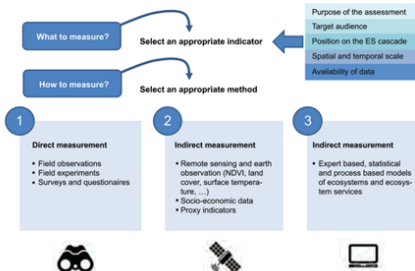 Purpose of the assessment
Target audience
Position on the ES cascade
Spatial and temporal scale
Availability of data
What to measure?
Select an appropriate indicator
How to measure?
Select an appropriate method
1
Direct measurement
• Field observations
• Field experiments
• Surveys and questionaires
2
Indirect measurement
• Remote sensing and earth
observation (NDVI, land
cover, surface tempera-
ture, ...)
• Socio-economic data
• Proxy indicators
3
Indirect measurement
• Expert based, statistical
and process based models
of ecosystems and ecosys-
tem services